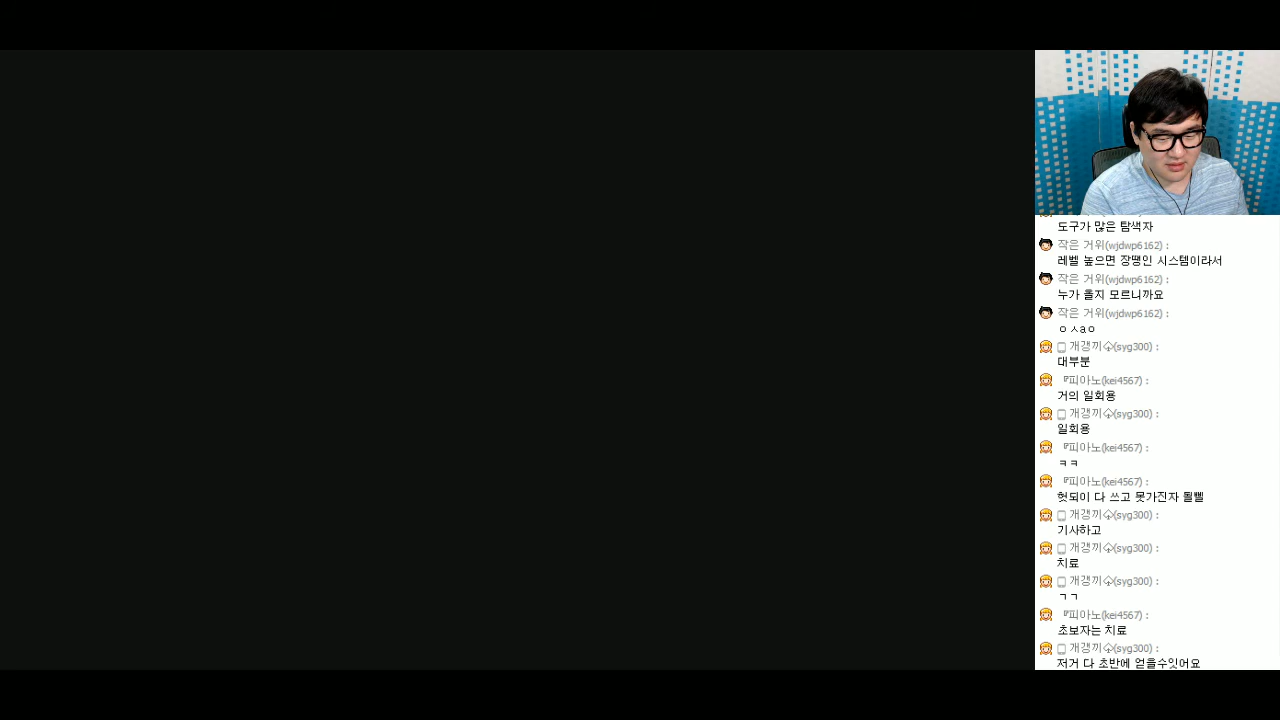 도구가 많은 탐색자
작은 거위(wjdwp6162) :
레벨 높으면 장땡인 시스템이라서
작은 거위(wjdwp6162) :
누가 올지 모르니까요
작은 거위(wjdwp6162) :
ㅇㅅaㅇ
개갱끼♤(syg300) :
대부분
『피아노(kei4567) :
거의 일회용
개갱끼♤(syg300) :
일회용
『피아노(kei4567) :
ㅋㅋ
『피아노(kei4567) :
헛되이 다 쓰고 못가진자 될삘
개갱끼♤(syg300) :
기사하고
개갱끼♤(syg300) :
치료
개갱끼♤(syg300) :
ㄱㄱ
『피아노(kei4567) :
초보자는 치료
개갱끼♤(syg300) :
저거 다 초반에 얻을수잇어요